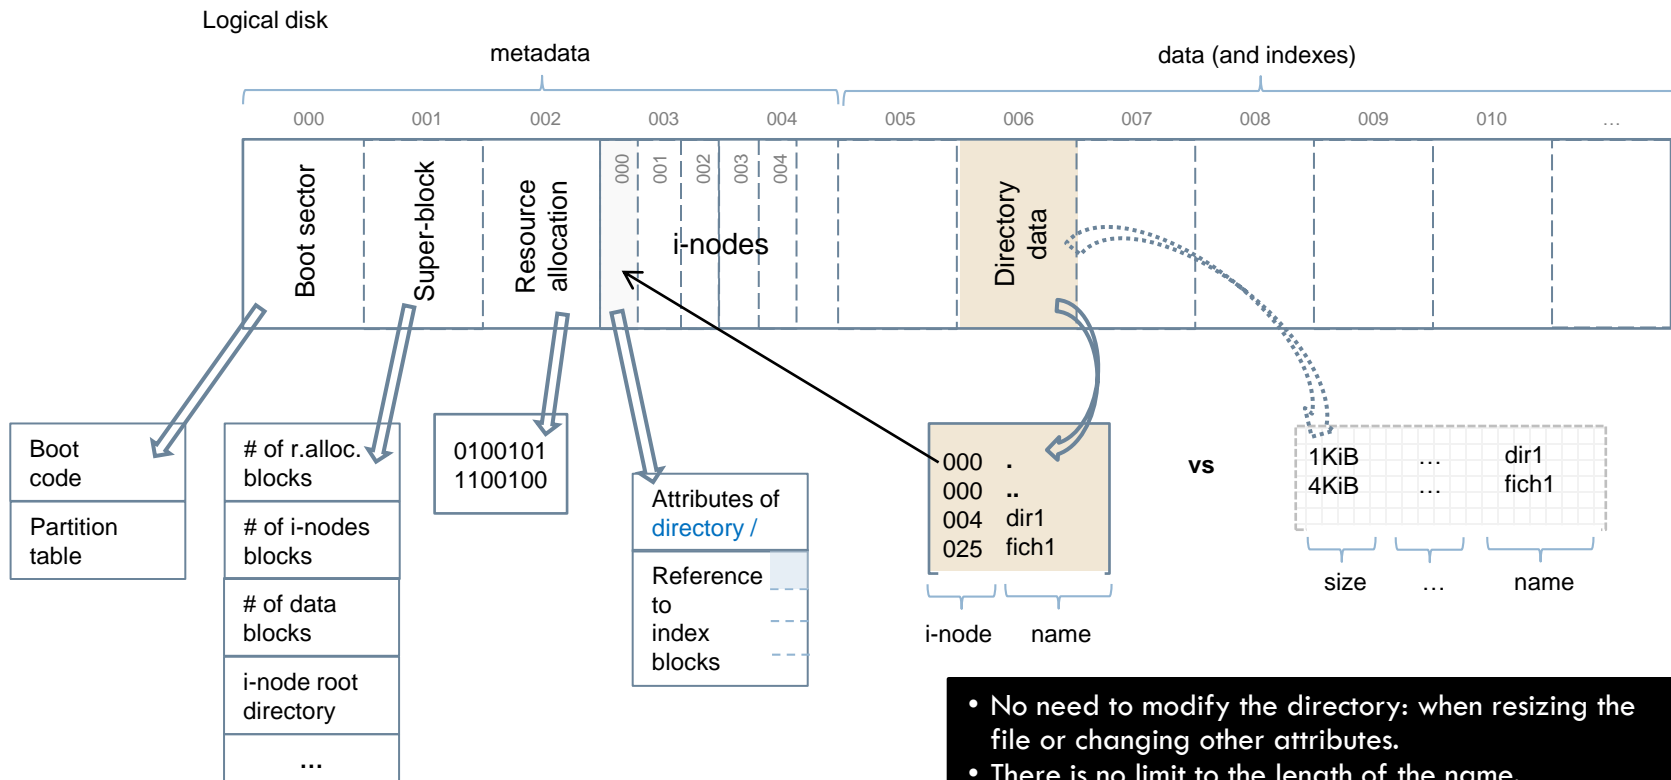 Logical disk
metadata
data (and indexes)
000 001 002 003 004 005 006 007 008 009 010 ...
Boot sector
Super-block
Resource
allocation
000 001 002 003 004
i-nodes
Directory
data
Boot
code
Partition
table
# of r.alloc.
blocks
# of i-nodes
blocks
# of data
blocks
i-node root
directory
...
0100101
1100100
Attributes of
directory /
Reference
to
index
blocks
000 .
000 ..
004 dir1
025 fich1
i-node name
vs
1KiB … dir1
4KiB … fich1
size … name
• No need to modify the directory: when resizing the
file or changing other attributes.
• There is no limit to the length of the name.